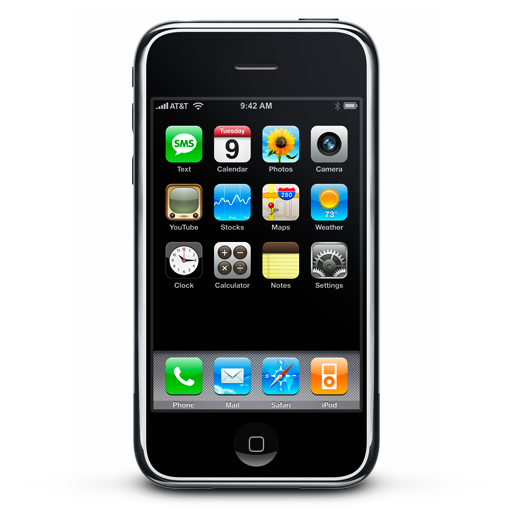 AT&T 9:42 AM
SMS Tuesday 9 280 73°
Text Calendar Photos Camera
YouTube Stocks Maps Weather
Clock Calculator Notes Settings
Phone Mail Safari iPod